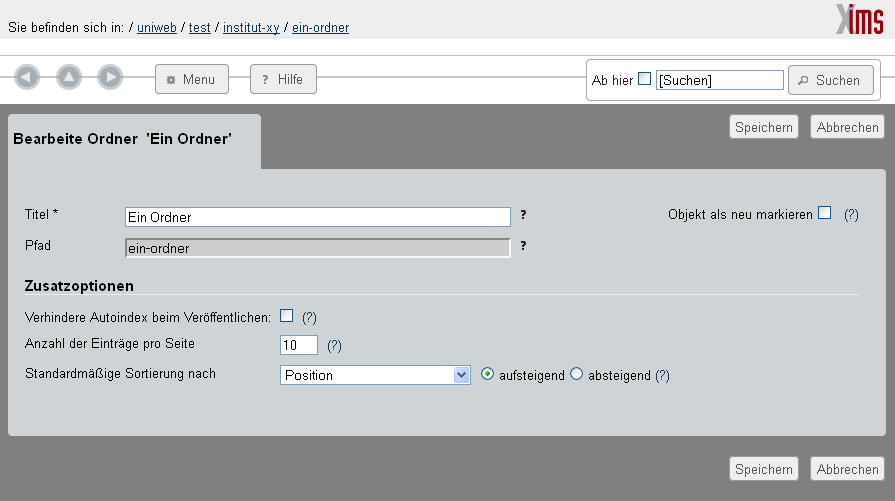 Sie befinden sich in: / uniweb / test / institut-xy / ein-ordner
Xims
Menu
? Hilfe
Ab hier [Suchen] Suchen
Bearbeite Ordner 'Ein Ordner'
Speichern Abbrechen
Titel * Ein Ordner ? Objekt als neu markieren (?)
Pfad ein-ordner ?
Zusatzoptionen
Verhindere Autoindex beim Veröffentlichen: (?)
Anzahl der Einträge pro Seite 10 (?)
Standardmäßige Sortierung nach Position aufsteigend absteigend (?)
Speichern Abbrechen